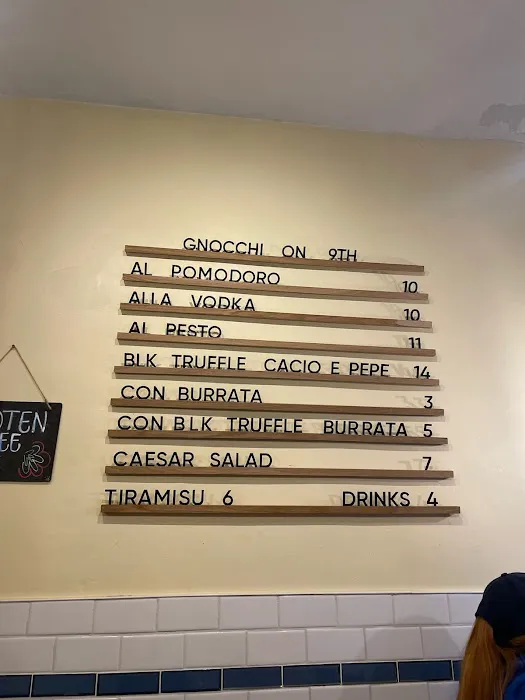 GNOCCHI ON 9TH
AL POMODORO 10
ALLA VODKA 10
AL PESTO 11
BLK TRUFFLE CACIO E PEPE 14
CON BURRATA 3
CON BLK TRUFFLE BURRATA 5
CAESAR SALAD 7
TIRAMISU 6 DRINKS 4